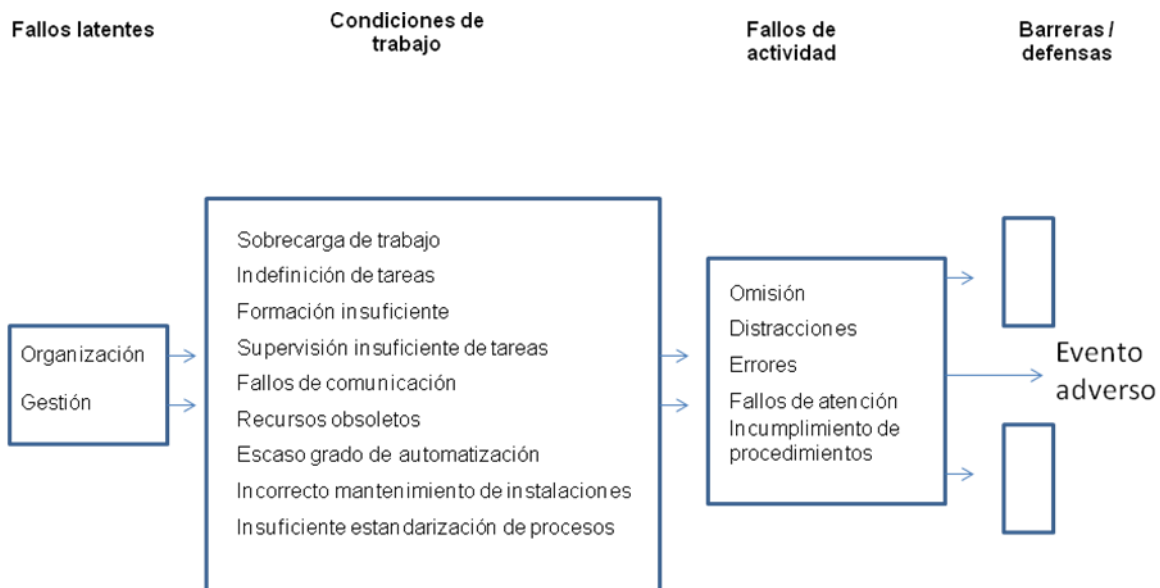 Fallos latentes
Condiciones de
trabajo
Fallos de
actividad
Barreras /
defensas
Organización
Gestión
Sobrecarga de trabajo
Indefinición de tareas
Formación insuficiente
Supervisión insuficiente de tareas
Fallos de comunicación
Recursos obsoletos
Escaso grado de automatización
Incorrecto mantenimiento de instalaciones
Insuficiente estandarización de procesos
Omisión
Distracciones
Errores
Fallos de atención
Incumplimiento de
procedimientos
Evento
adverso